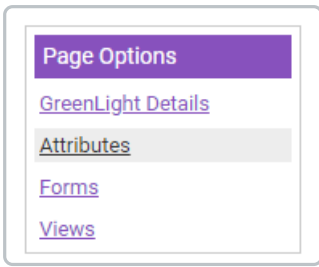 Page Options
GreenLight Details
Attributes
Forms
Views